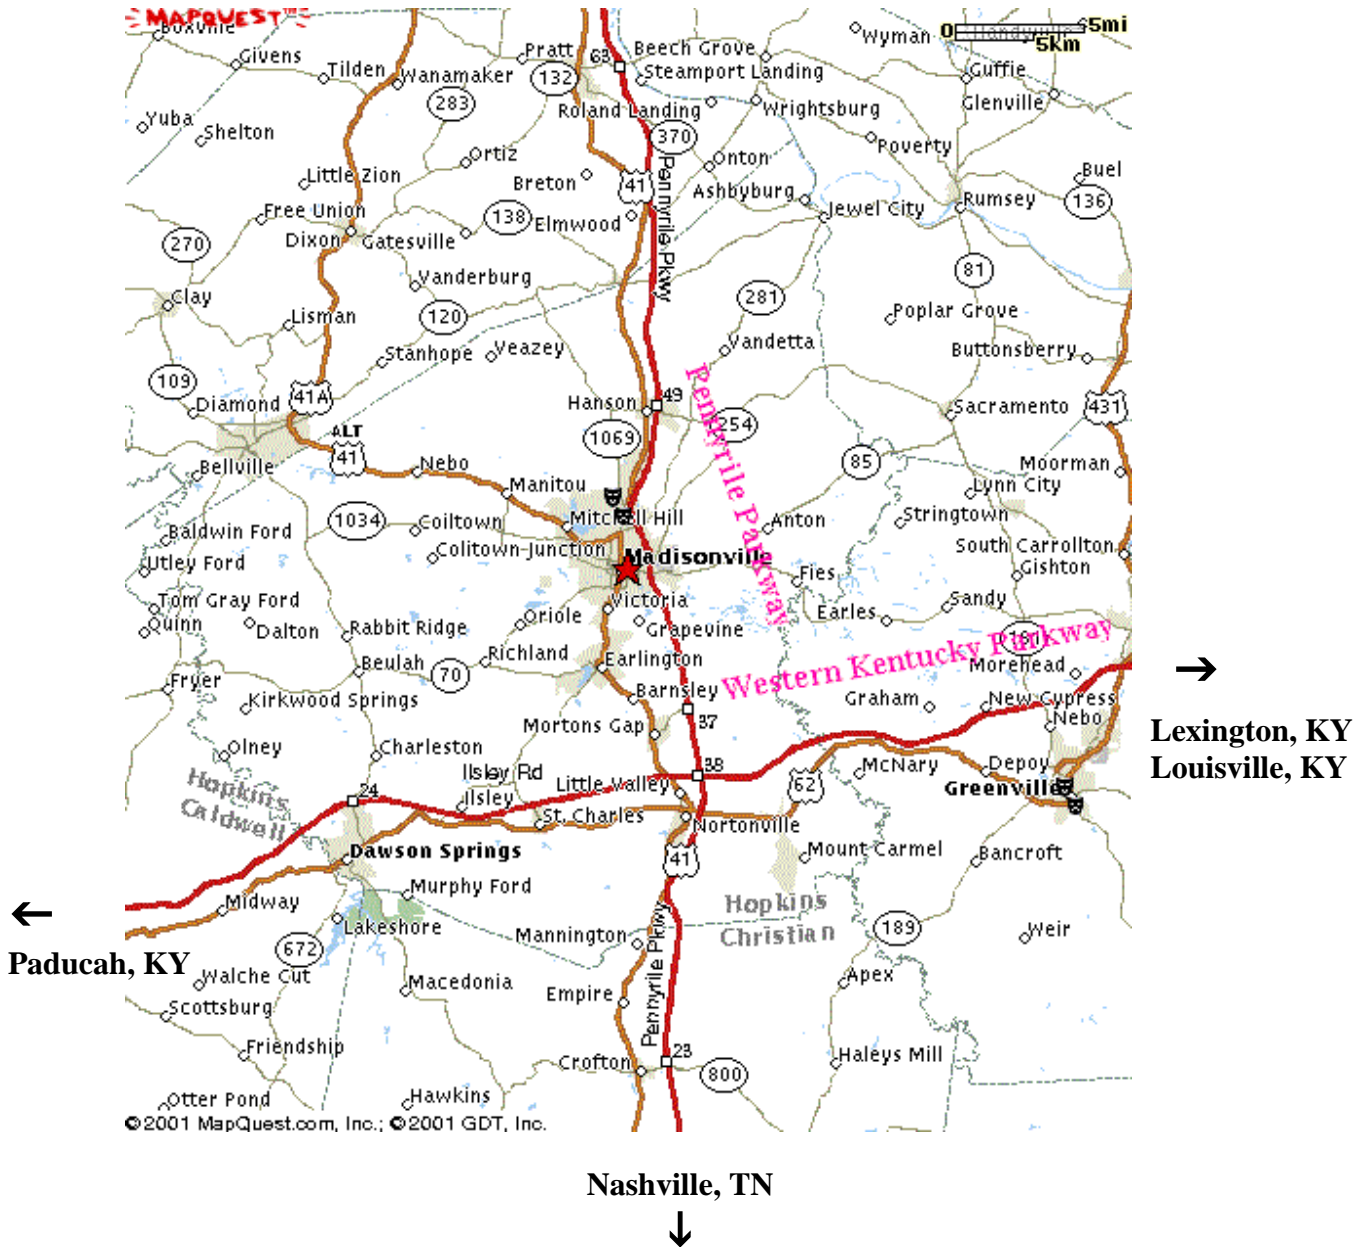 MAPQUEST
Boxville
Givens
Tilden
Wanamaker
Pratt
63
Beech Grove
Wyman
0
5mi
5km
132
Steamport Landing
Guffie
283
Roland Landing
Wrightsburg
Glenville
Yuba
Shelton
370
Poverty
Ortiz
Onton
Little Zion
Breton
41
Ashbyburg
Buel
Free Union
138
Elmwood
Jewel City
Rumsey
136
270
Dixon
Gatesville
Pennyrile Pkwy
81
Vanderburg
Clay
281
Lisman
120
Poplar Grove
Stanhope
Veazey
Vandetta
Buttonsberry
109
41A
Pennyrile Parkway
Diamond
Hanson
49
Sacramento
431
ALT
41
1069
254
85
Bellville
Nebo
Moorman
Manitou
Lynn City
1034
Coiltown
Mitchell Hill
Anton
Stringtown
Baldwin Ford
Colitown Junction
Madisonville
South Carrollton
Utley Ford
Fies
Gishton
Tom Gray Ford
Victoria
Sandy
Quinn
Dalton
Rabbit Ridge
Oriole
Grapevine
Earles
181
Western Kentucky Parkway
Beulah
70
Richland
Earlington
Morehead
Fryer
Kirkwood Springs
Barnsley
Graham
New Cypress
Mortons Gap
37
Nebo
Olney
Charleston
Lexington, KY
Louisville, KY
Ilsley Rd
38
McNary
Depoy
Hopkins
Caldwell
24
Ilsley
Little Valley
62
Greenville
St. Charles
Nortonville
Dawson Springs
41
Mount Carmel
Bancroft
Murphy Ford
Midway
Hopkins
Christian
Lakeshore
Mannington
189
Weir
672
Paducah, KY
Walche Cut
Macedonia
Empire
Pennyrile Pkwy
Apex
Scottsburg
Friendship
Crofton
23
800
Haleys Mill
Otter Pond
Hawkins
©2001 MapQuest.com, Inc.; ©2001 GDT, Inc.
Nashville, TN